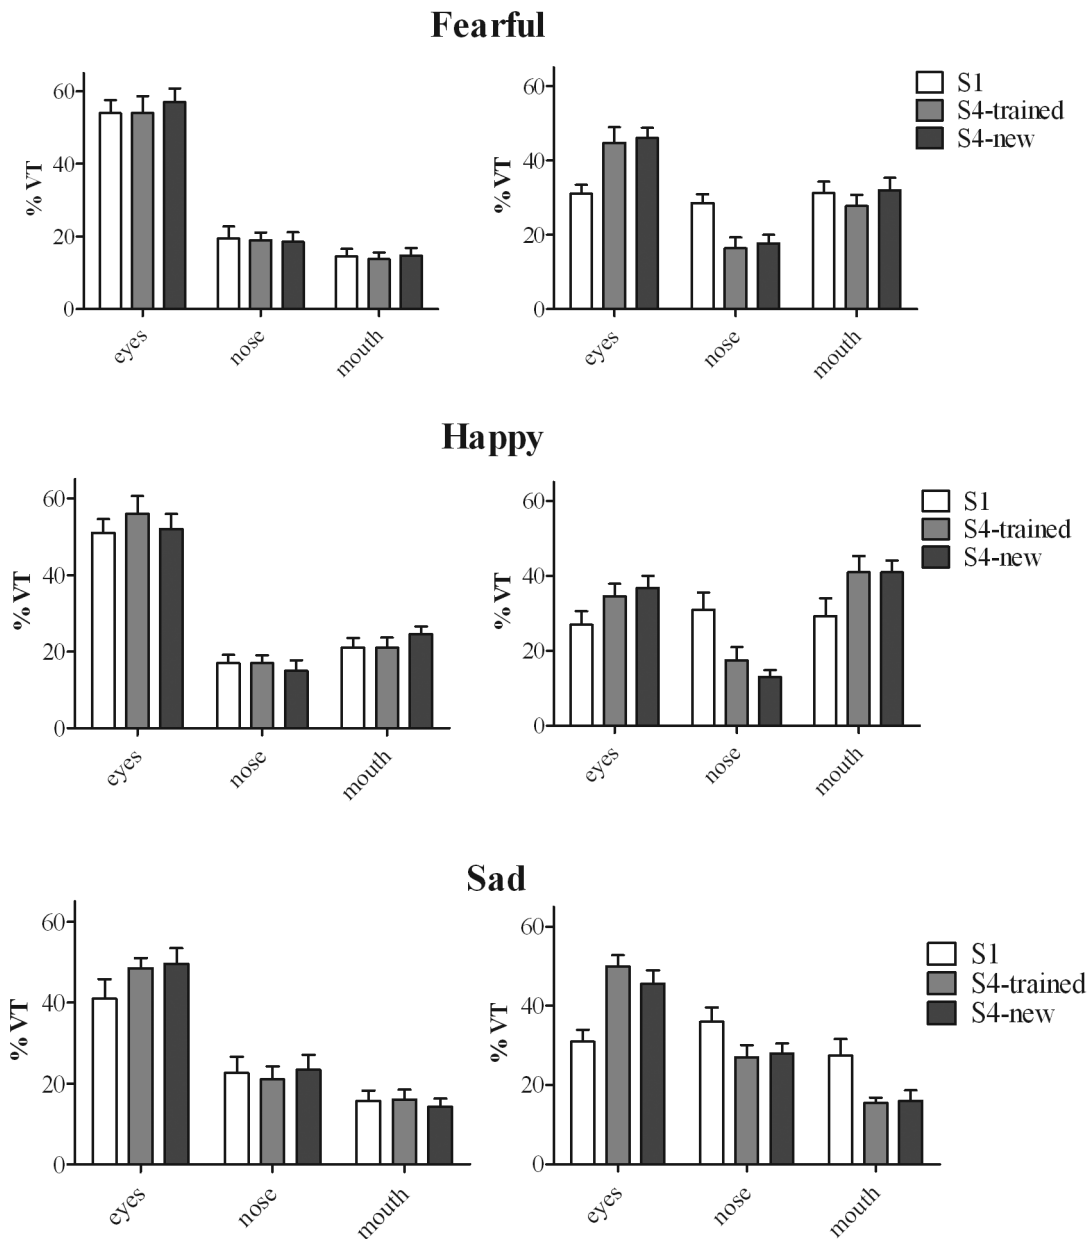 Fearful
% VT
60
40
20
0
eyes
nose
mouth
% VT
60
40
20
0
eyes
nose
mouth
S1
S4-trained
S4-new
Happy
% VT
60
40
20
0
eyes
nose
mouth
% VT
60
40
20
0
eyes
nose
mouth
S1
S4-trained
S4-new
Sad
% VT
60
40
20
0
eyes
nose
mouth
% VT
60
40
20
0
eyes
nose
mouth
S1
S4-trained
S4-new